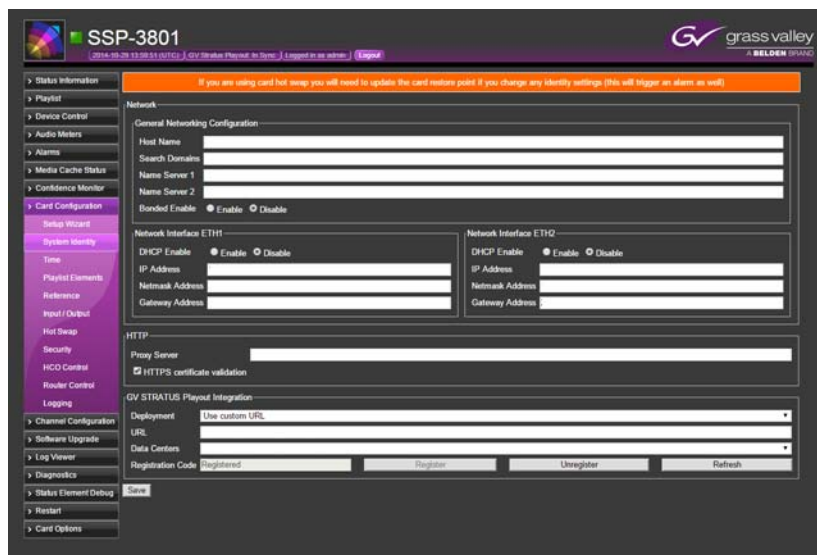 SSP-3801
2014-10-29 13:58:51 (UTC) GV Stratus Playout: In Sync Logged in as admin Logout
GV grass valley
A BELDEN BRAND
Status Information
Playlist
Device Control
Audio Meters
Alarms
Media Cache Status
Confidence Monitor
Card Configuration
Setup Wizard
System Identity
Time
Playlist Elements
Reference
Input / Output
Hot Swap
Security
HCO Control
Router Control
Logging
Channel Configuration
Software Upgrade
Log Viewer
Diagnostics
Status Element Debug
Restart
Card Options
If you are using card hot swap you will need to update the card restore point if you change any identity settings (this will trigger an alarm as well)
Network
General Networking Configuration
Host Name
Search Domains
Name Server 1
Name Server 2
Bonded Enable Enable Disable
Network Interface ETH1
DHCP Enable Enable Disable
IP Address
Netmask Address
Gateway Address
Network Interface ETH2
DHCP Enable Enable Disable
IP Address
Netmask Address
Gateway Address
HTTP
Proxy Server
HTTPS certificate validation
GV STRATUS Playout Integration
Deployment Use custom URL
URL
Data Centers
Registration Code Registered Register Unregister Refresh
Save